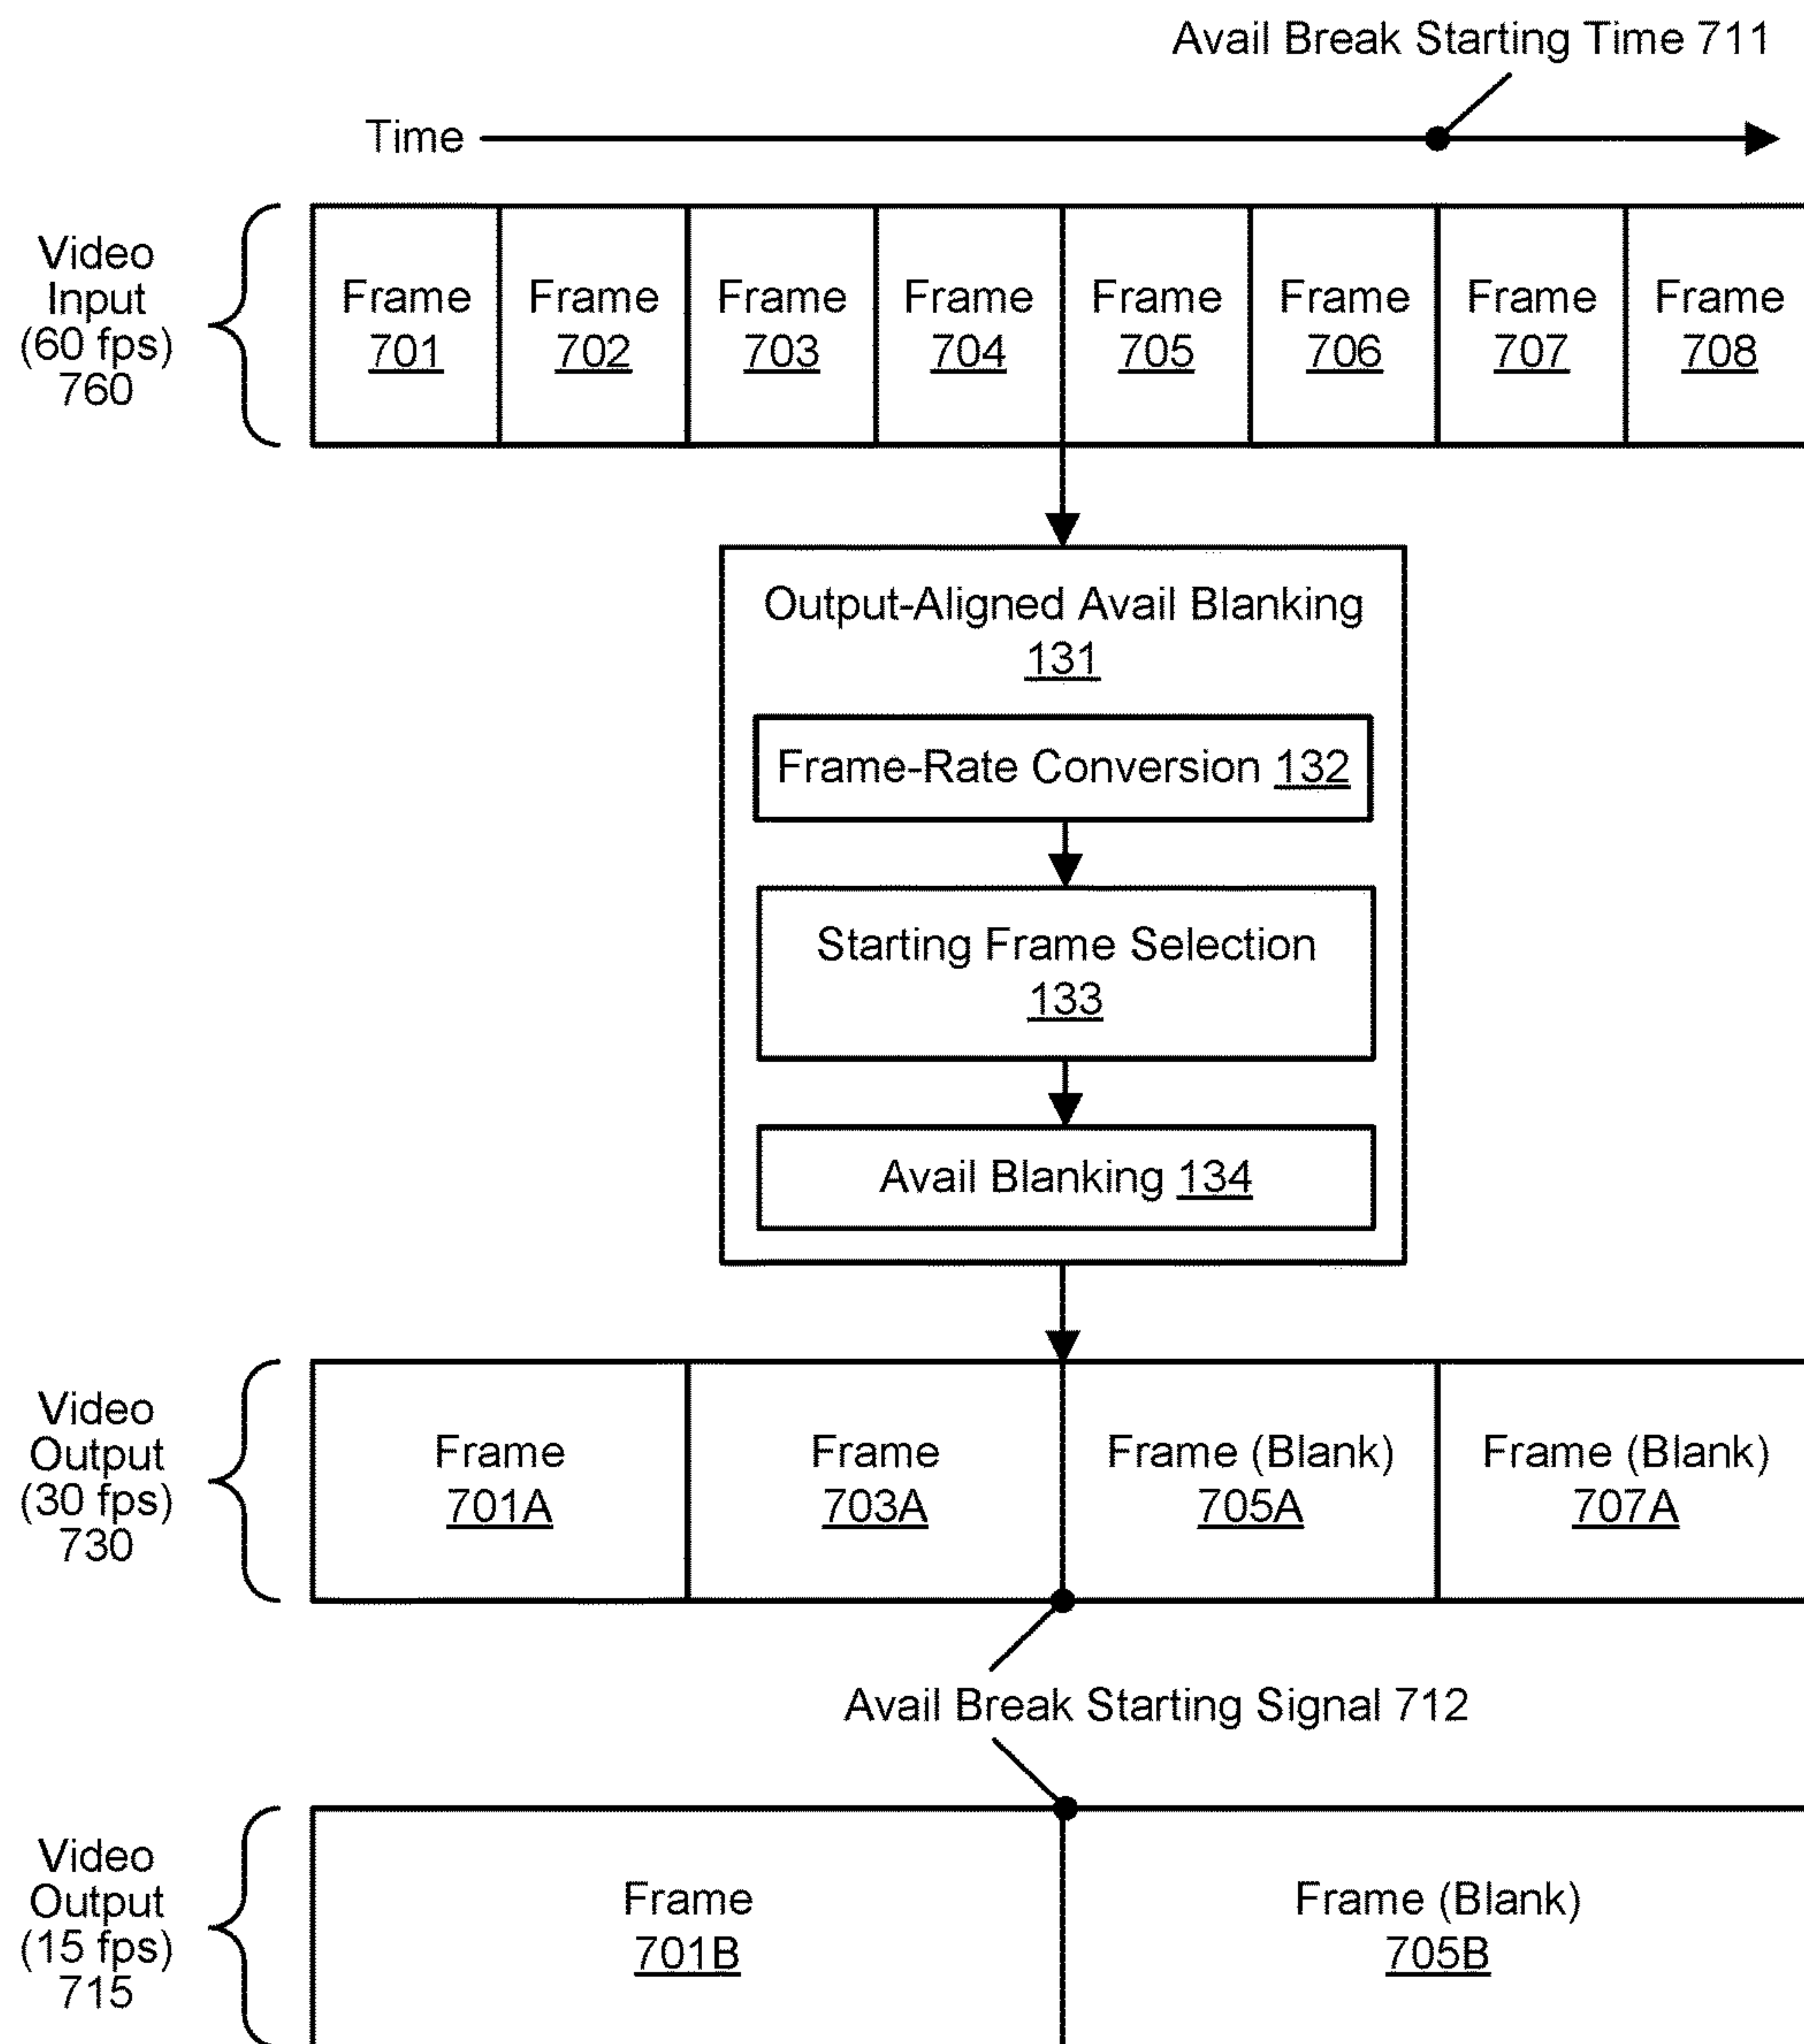 Avail Break Starting Time 711
Time
Video
Input
(60 fps)
760
Frame
701
Frame
702
Frame
703
Frame
704
Frame
705
Frame
706
Frame
707
Frame
708
Output-Aligned Avail Blanking
131
Frame-Rate Conversion 132
Starting Frame Selection
133
Avail Blanking 134
Video
Output
(30 fps)
730
Frame
701A
Frame
703A
Frame (Blank)
705A
Frame (Blank)
707A
Avail Break Starting Signal 712
Video
Output
(15 fps)
715
Frame
701B
Frame (Blank)
705B